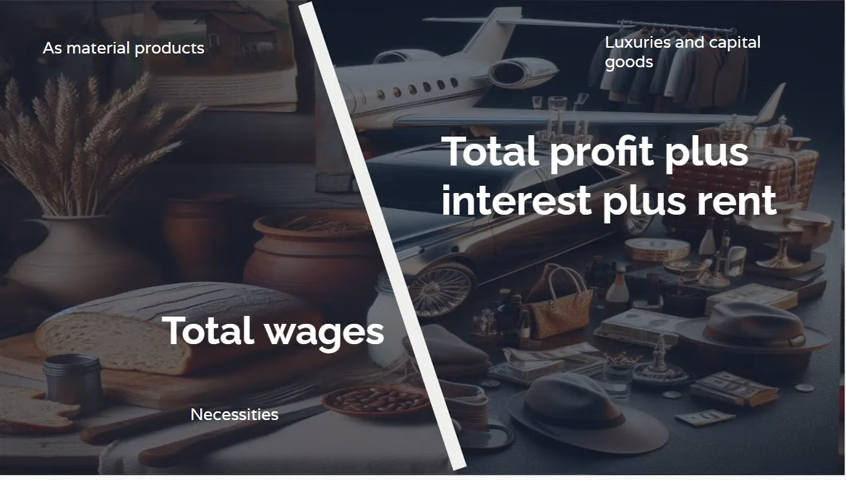 As material products
Luxuries and capital
goods
Total profit plus
interest plus rent
Total wages
Necessities